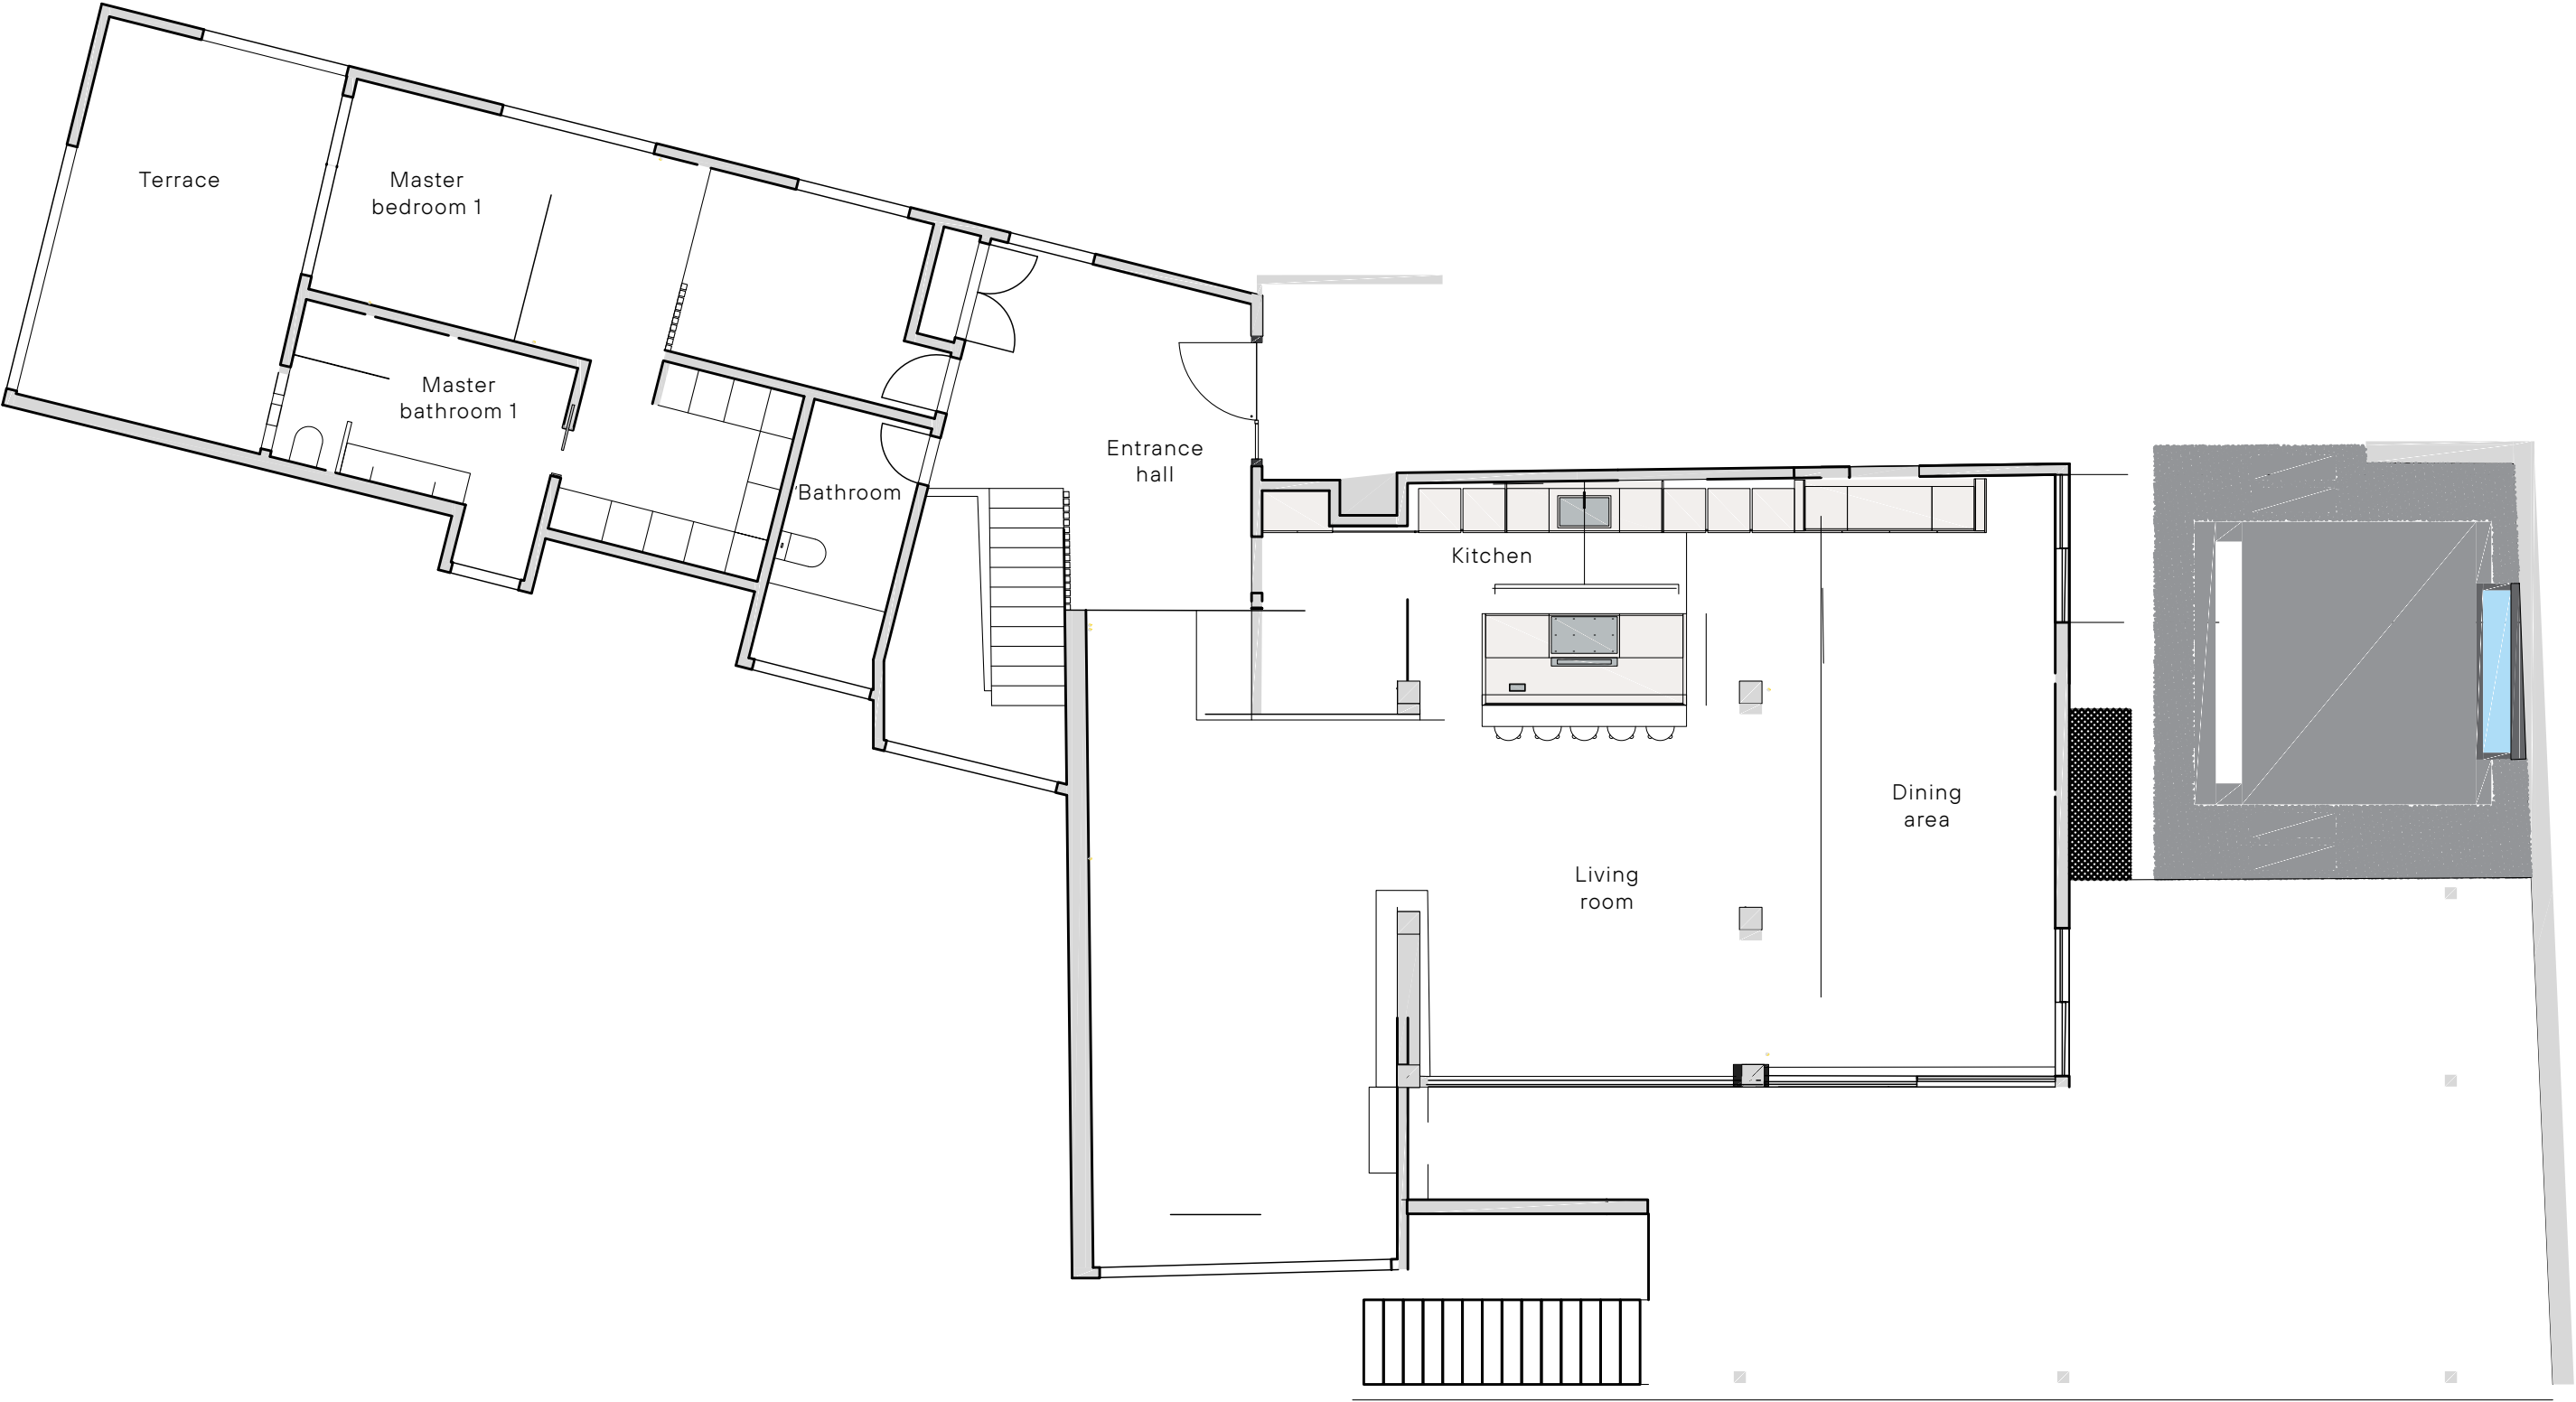 Terrace
Master
bedroom 1
Master
bathroom 1
Bathroom
Entrance
hall
Kitchen
Dining
area
Living
room